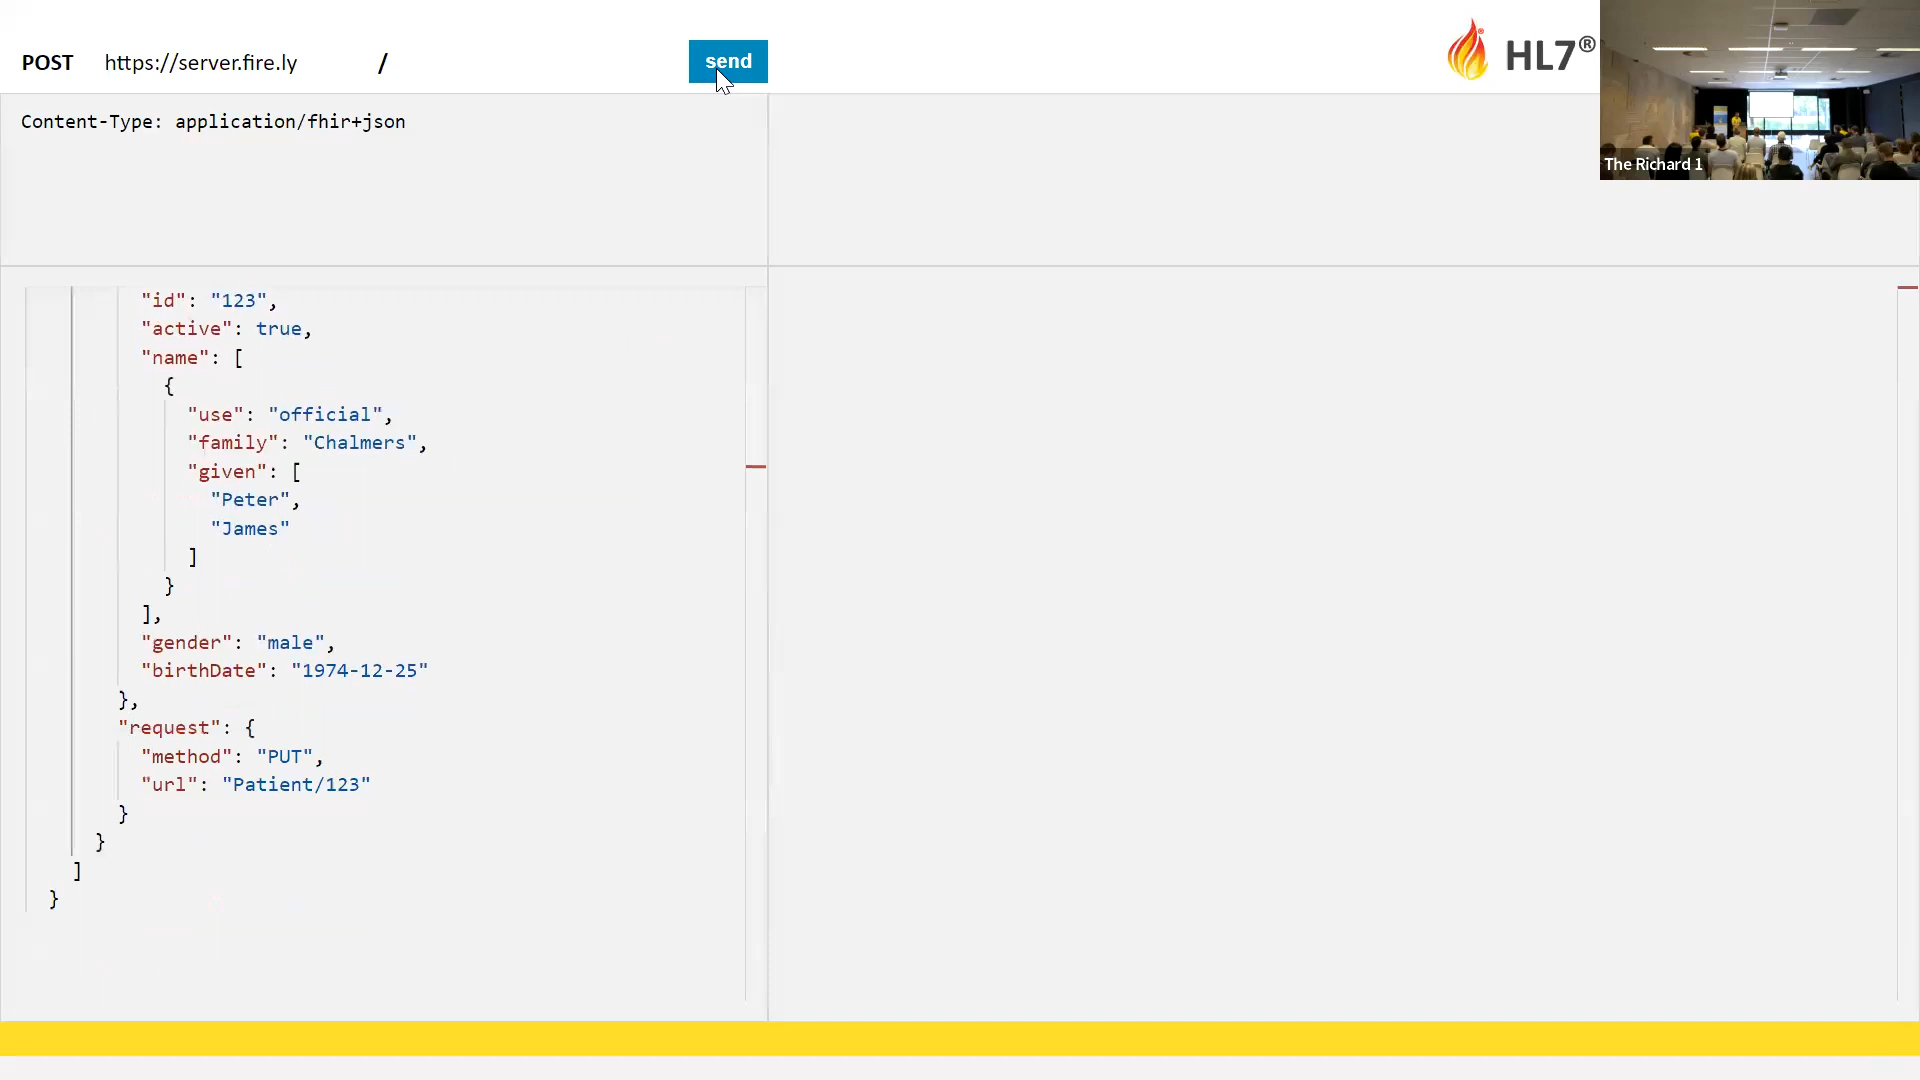 POST https://server.fire.ly / send
HL7®
The Richard 1
Content-Type: application/fhir+json
"id": "123",
"active": true,
"name": [
{
"use": "official",
"family": "Chalmers",
"given": [
"Peter",
"James"
]
}
],
"gender": "male",
"birthDate": "1974-12-25"
},
"request": {
"method": "PUT",
"url": "Patient/123"
}
}
]
}